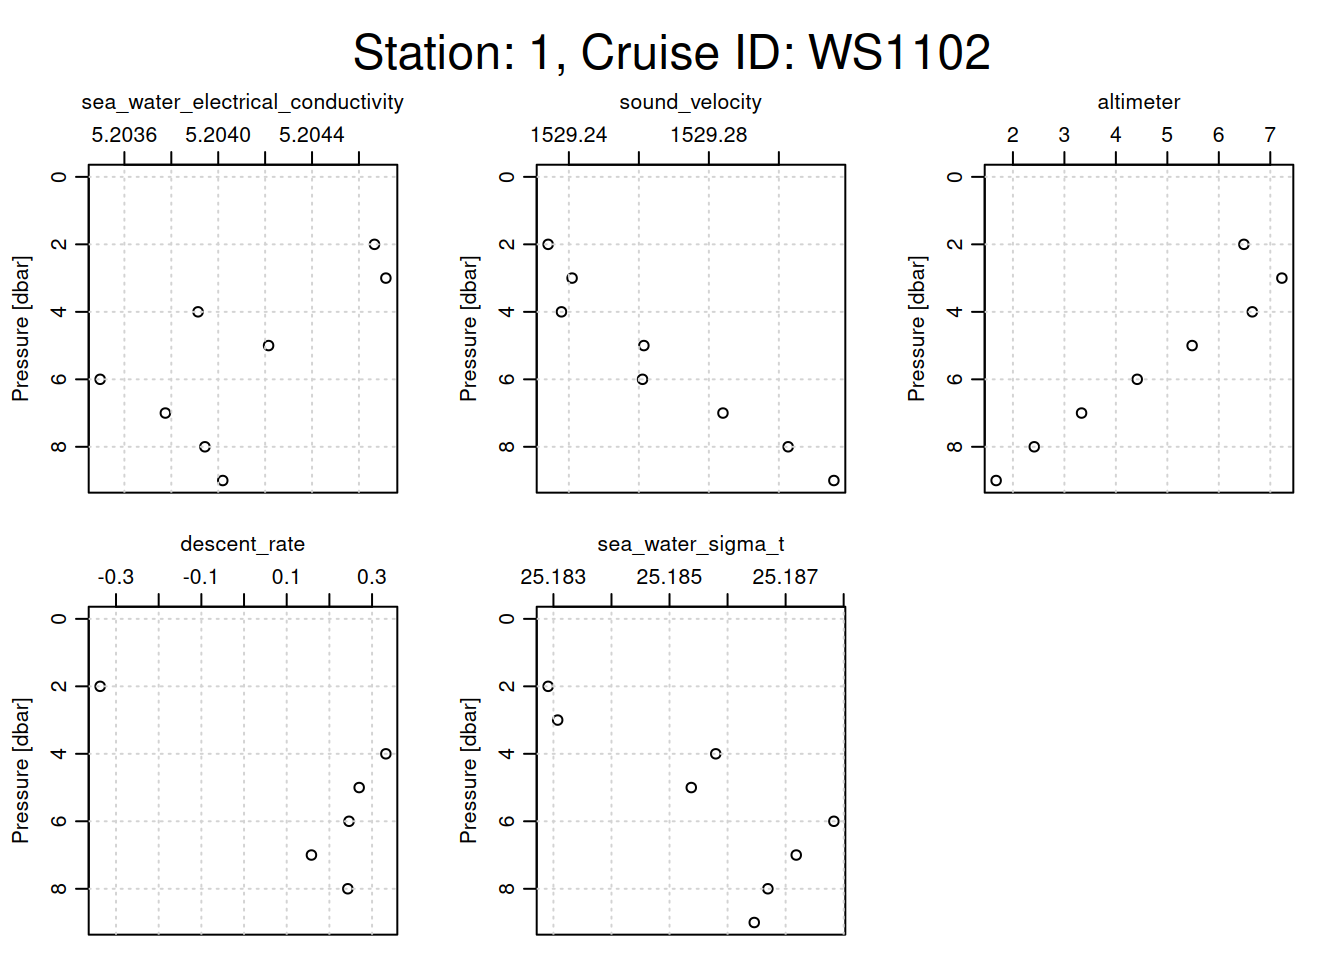 Station: 1, Cruise ID: WS1102
sea_water_electrical_conductivity
5.2036 5.2040 5.2044
0
2
4
6
8
Pressure [dbar]
sound_velocity
1529.24 1529.28
0
2
4
6
8
Pressure [dbar]
altimeter
2 3 4 5 6 7
0
2
4
6
8
Pressure [dbar]
descent_rate
-0.3 -0.1 0.1 0.3
0
2
4
6
8
Pressure [dbar]
sea_water_sigma_t
25.183 25.185 25.187
0
2
4
6
8
Pressure [dbar]